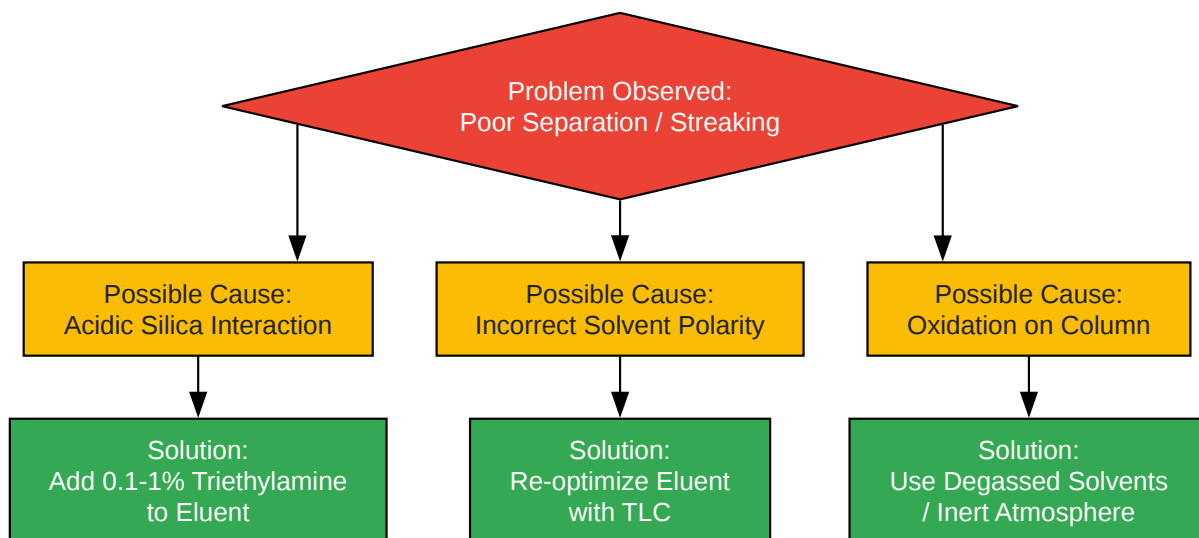 Problem Observed:
Poor Separation / Streaking
Possible Cause:
Acidic Silica Interaction
Possible Cause:
Incorrect Solvent Polarity
Possible Cause:
Oxidation on Column
Solution:
Add 0.1-1% Triethylamine
to Eluent
Solution:
Re-optimize Eluent
with TLC
Solution:
Use Degassed Solvents
/ Inert Atmosphere